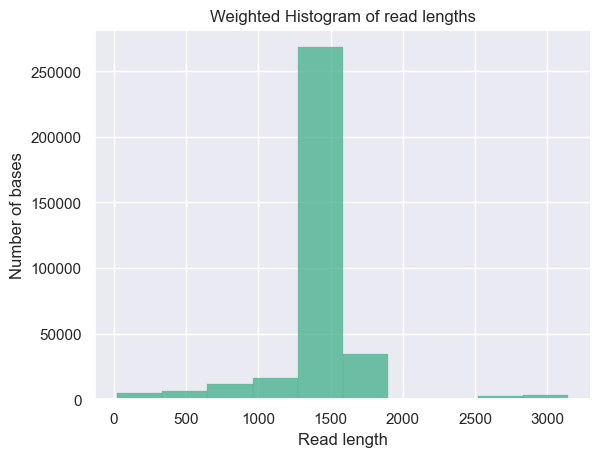 Weighted Histogram of read lengths
Number of bases
250000
200000
150000
100000
50000
0
0 500 1000 1500 2000 2500 3000
Read length